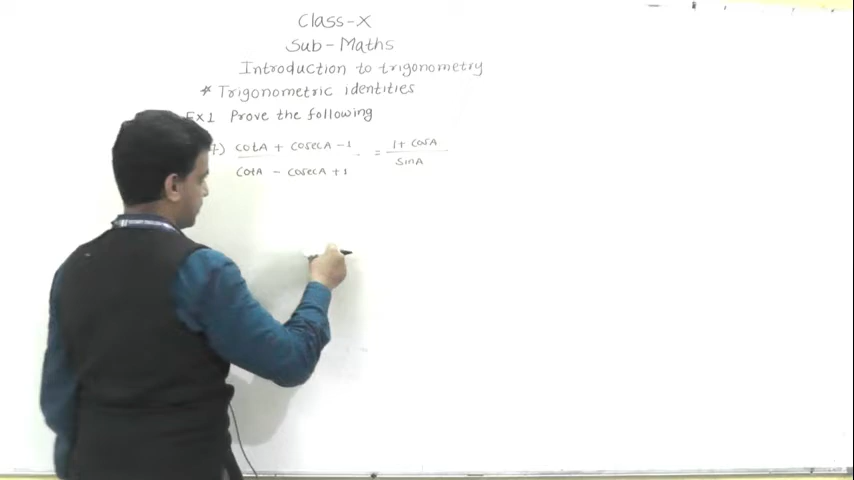 Class-X
Sub-Maths
Introduction to trigonometry
* Trigonometric identities
Ex1 Prove the following
7) cotA + cosecA -1 = 1+ cosA
cotA - cosecA +1 sinA